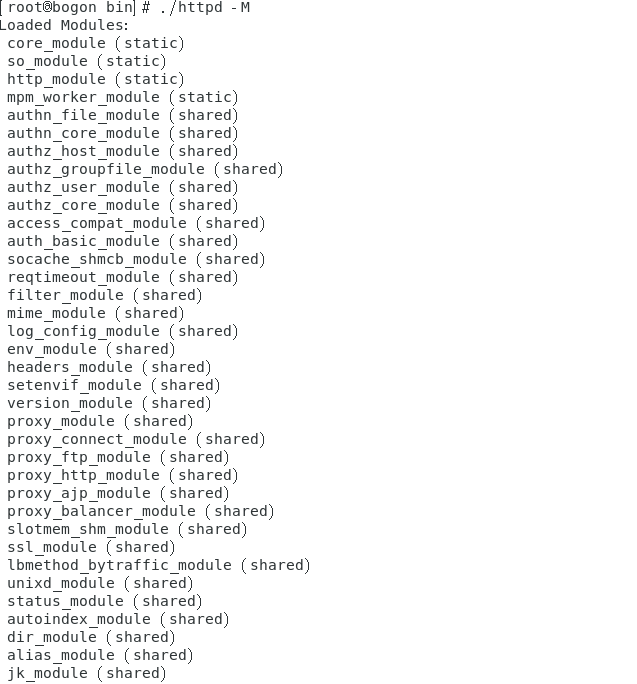 [root@bogon bin]# ./httpd -M
Loaded Modules:
core_module (static)
so_module (static)
http_module (static)
mpm_worker_module (static)
authn_file_module (shared)
authn_core_module (shared)
authz_host_module (shared)
authz_groupfile_module (shared)
authz_user_module (shared)
authz_core_module (shared)
access_compat_module (shared)
auth_basic_module (shared)
socache_shmcb_module (shared)
reqtimeout_module (shared)
filter_module (shared)
mime_module (shared)
log_config_module (shared)
env_module (shared)
headers_module (shared)
setenvif_module (shared)
version_module (shared)
proxy_module (shared)
proxy_connect_module (shared)
proxy_ftp_module (shared)
proxy_http_module (shared)
proxy_ajp_module (shared)
proxy_balancer_module (shared)
slotmem_shm_module (shared)
ssl_module (shared)
lbmethod_bytraffic_module (shared)
unixd_module (shared)
status_module (shared)
autoindex_module (shared)
dir_module (shared)
alias_module (shared)
jk_module (shared)